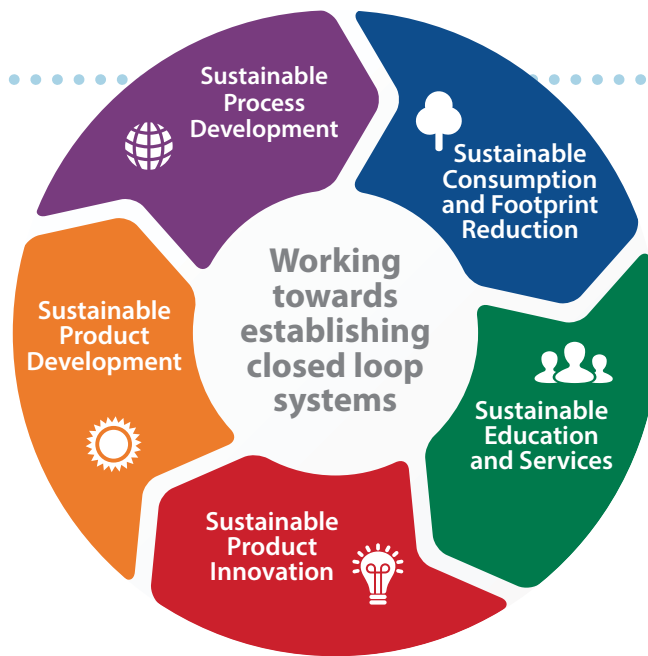 Sustainable
Process
Development
Sustainable
Consumption
and Footprint
Reduction
Working
towards
establishing
closed loop
systems
Sustainable
Product
Development
Sustainable
Education
and Services
Sustainable
Product
Innovation